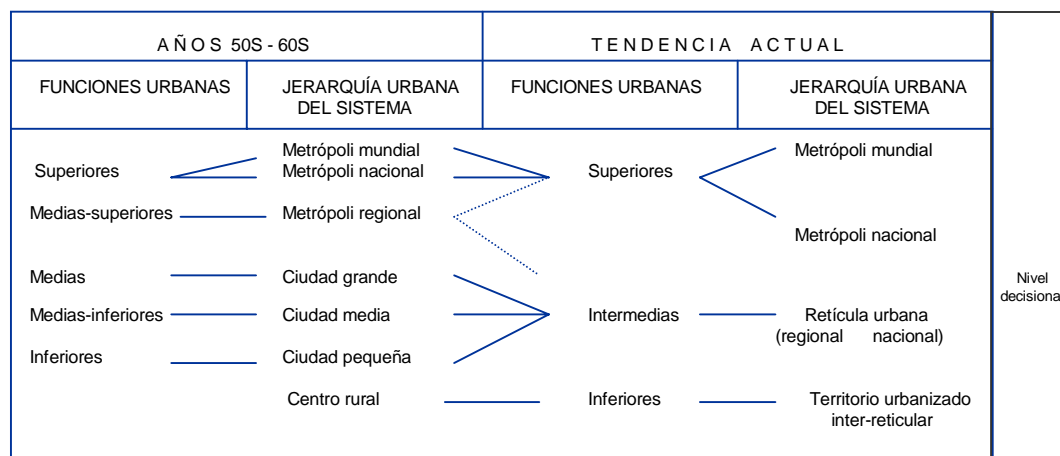 AÑOS 50S - 60S
TENDENCIA ACTUAL
FUNCIONES URBANAS
JERARQUÍA URBANA
DEL SISTEMA
FUNCIONES URBANAS
JERARQUÍA URBANA
DEL SISTEMA
Superiores
Metrópoli mundial
Metrópoli nacional
Superiores
Metrópoli mundial
Medias-superiores
Metrópoli regional
Metrópoli nacional
Medias
Ciudad grande
Medias-inferiores
Ciudad media
Intermedias
Retícula urbana
(regional nacional)
Inferiores
Ciudad pequeña
Centro rural
Inferiores
Territorio urbanizado
inter-reticular
Nivel
decisiona